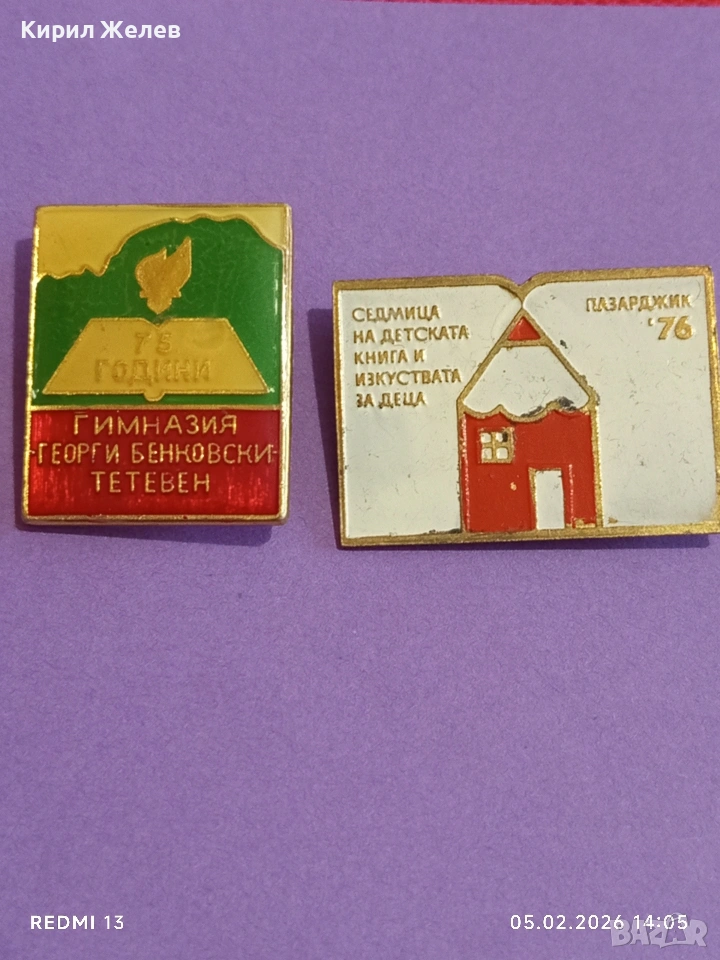 Кирил Желев
75
ГОДИНИ
ГИМНАЗИЯ
ГЕОРГИ БЕНКОВСКИ
ТЕТЕВЕН
СЕДМИЦА
НА ДЕТСКАТА
КНИГА И
ИЗКУСТВАТА
ЗА ДЕЦА
ПАЗАРДЖИК
'76
REDMI 13
05.02.2026 14:05
BAZAR